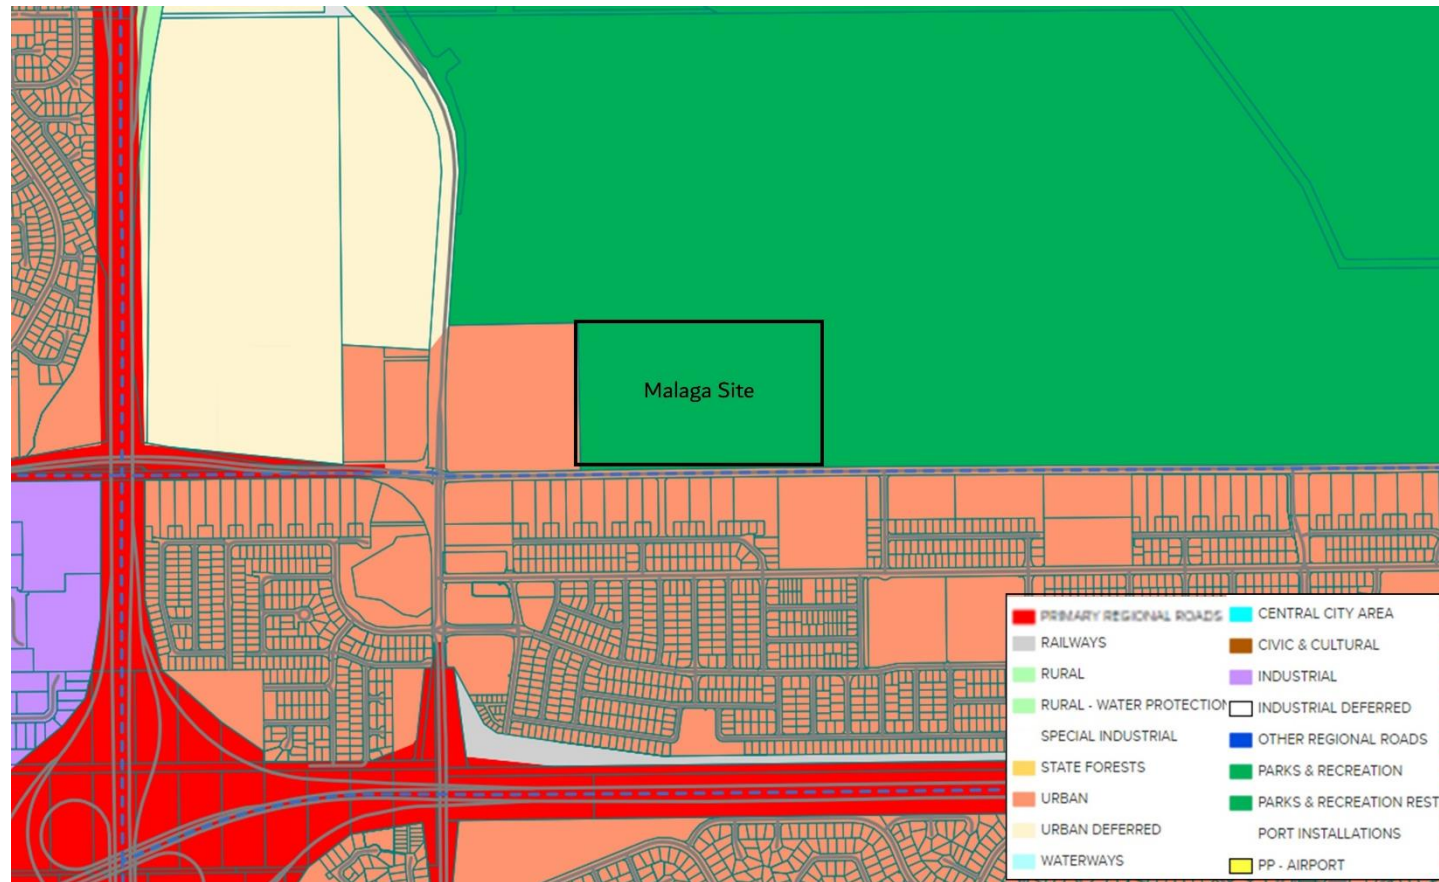 Malaga Site
PRIMARY REGIONAL ROADS
RAILWAYS
RURAL
RURAL - WATER PROTECTION
SPECIAL INDUSTRIAL
STATE FORESTS
URBAN
URBAN DEFERRED
WATERWAYS
CENTRAL CITY AREA
CIVIC & CULTURAL
INDUSTRIAL
INDUSTRIAL DEFERRED
OTHER REGIONAL ROADS
PARKS & RECREATION
PARKS & RECREATION REST
PORT INSTALLATIONS
PP - AIRPORT